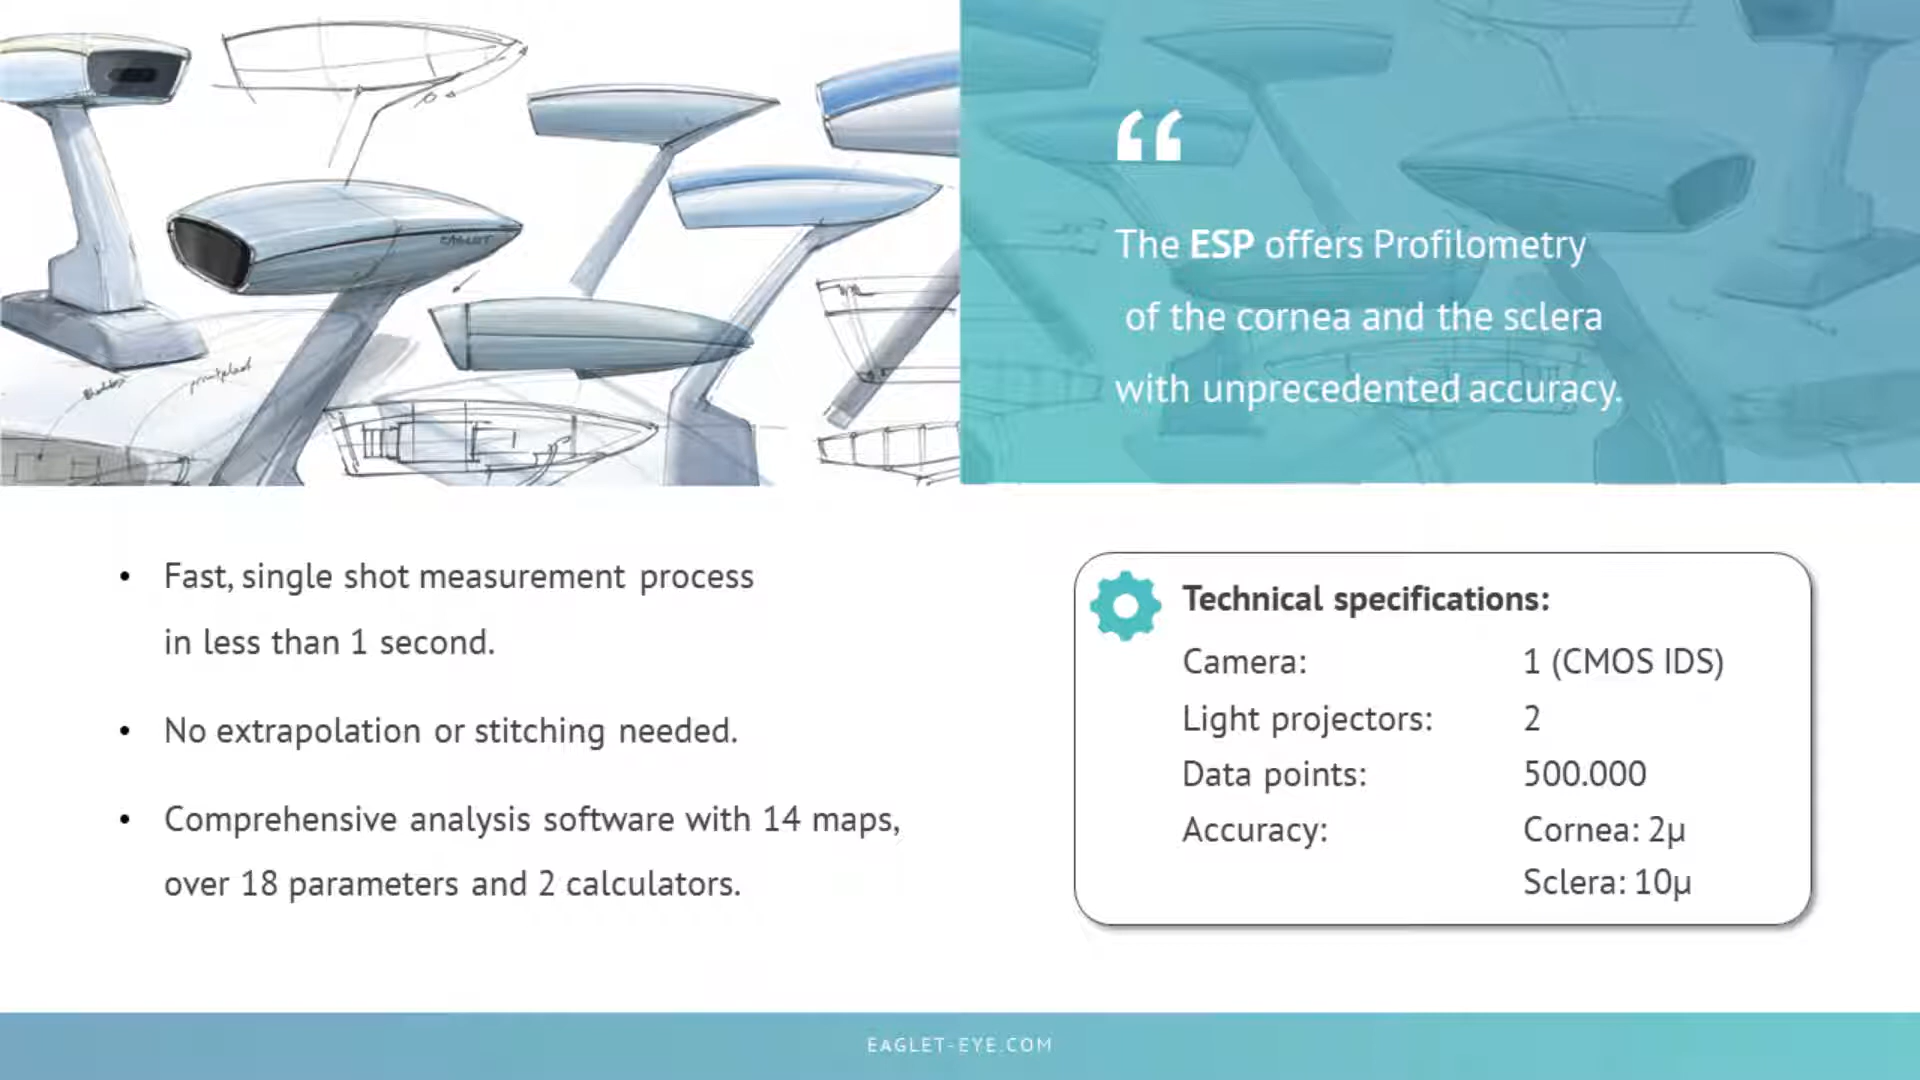 EAGLET
“
The ESP offers Profilometry
of the cornea and the sclera
with unprecedented accuracy.
• Fast, single shot measurement process
in less than 1 second.
• No extrapolation or stitching needed.
• Comprehensive analysis software with 14 maps,
over 18 parameters and 2 calculators.
Technical specifications:
Camera: 1 (CMOS IDS)
Light projectors: 2
Data points: 500.000
Accuracy: Cornea: 2µ
Sclera: 10µ
EAGLET-EYE.COM